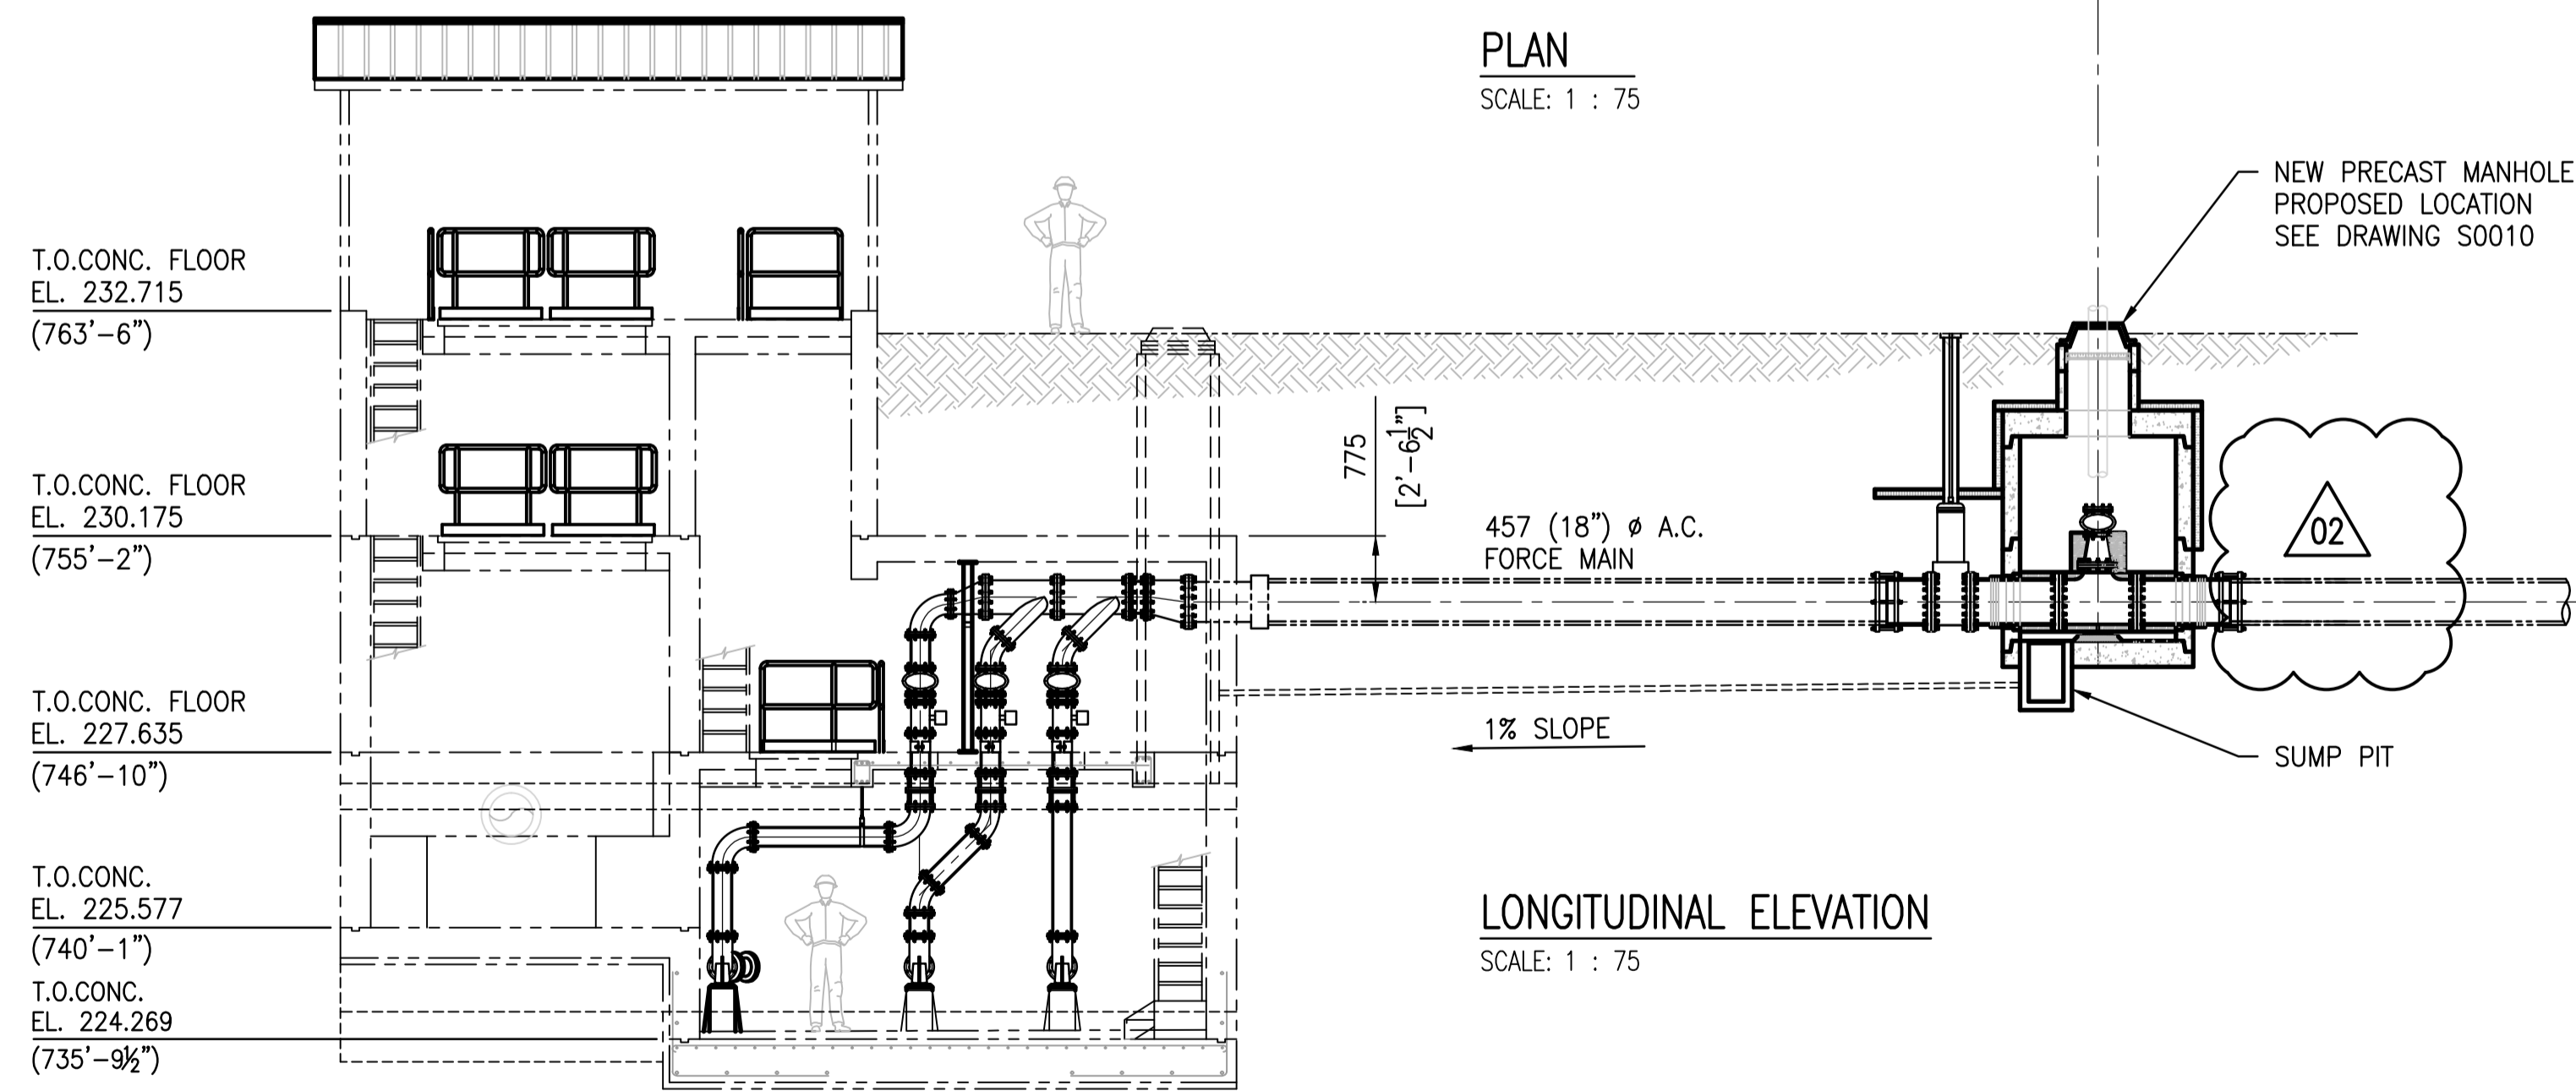 PLAN
SCALE: 1 : 75
NEW PRECAST MANHOLE
PROPOSED LOCATION
SEE DRAWING S0010
T.O.CONC. FLOOR
EL. 232.715
(763'-6")
T.O.CONC. FLOOR
EL. 230.175
(755'-2")
775
[2'-6½"]
457 (18") ø A.C.
FORCE MAIN
02
T.O.CONC. FLOOR
EL. 227.635
(746'-10")
1% SLOPE
SUMP PIT
T.O.CONC.
EL. 225.577
(740'-1")
LONGITUDINAL ELEVATION
SCALE: 1 : 75
T.O.CONC.
EL. 224.269
(735'-9½")